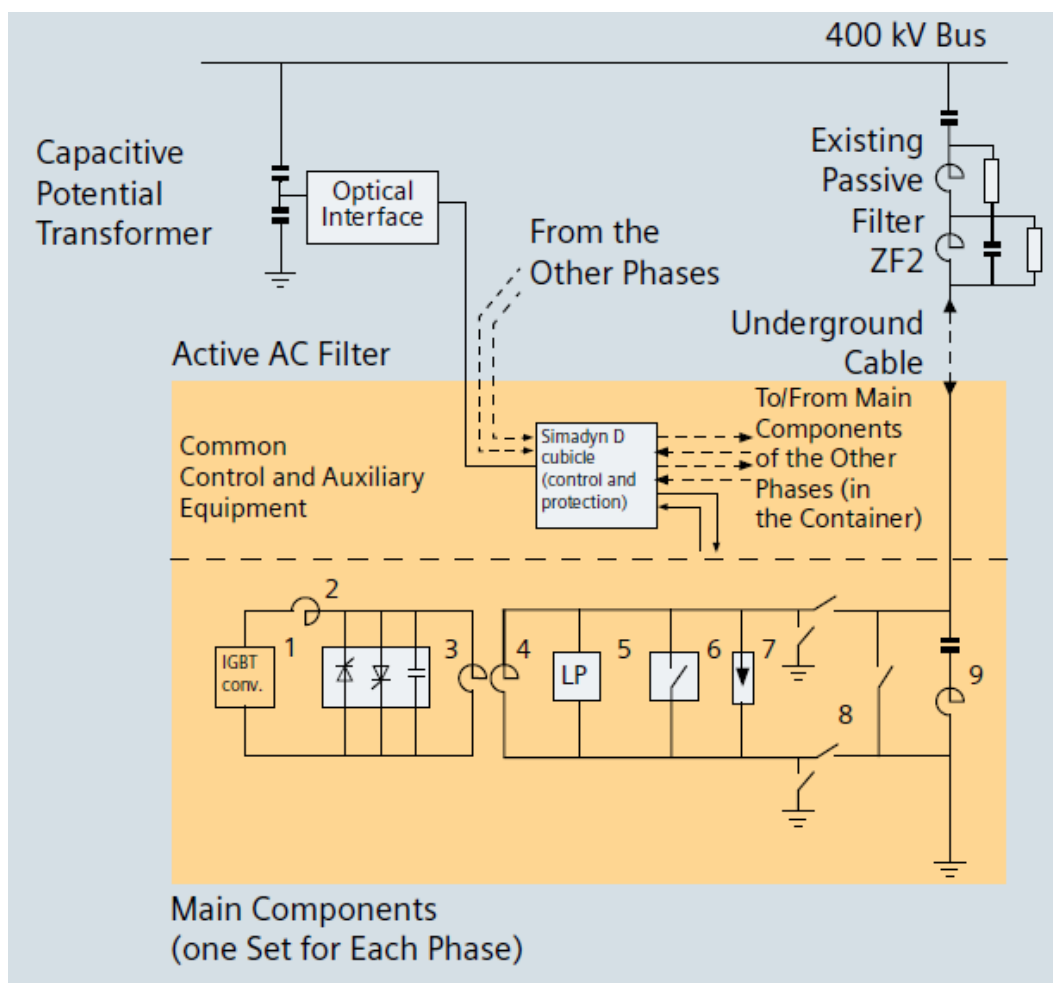 400 kV Bus
Capacitive
Potential
Transformer
Optical
Interface
From the
Other Phases
Existing
Passive
Filter
ZF2
Underground
Cable
Active AC Filter
Common
Control and Auxiliary
Equipment
Simadyn D
cubicle
(control and
protection)
To/From Main
Components
of the Other
Phases (in
the Container)
IGBT
conv.
1
2
3
4
LP
5
6
7
8
9
Main Components
(one Set for Each Phase)